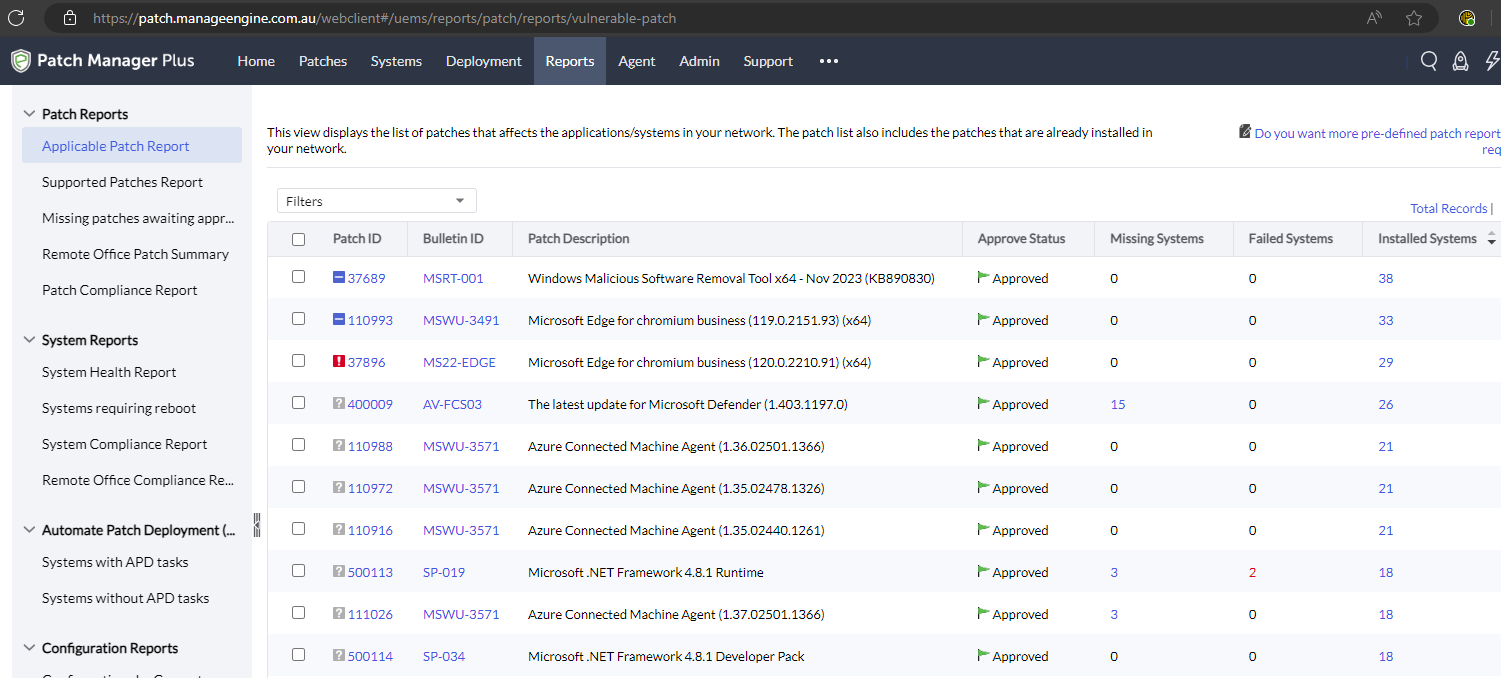 https://patch.manageengine.com.au/webclient#/uems/reports/patch/reports/vulnerable-patch
Patch Manager Plus
Home Patches Systems Deployment Reports Agent Admin Support
Patch Reports
Applicable Patch Report
Supported Patches Report
Missing patches awaiting appr...
Remote Office Patch Summary
Patch Compliance Report
System Reports
System Health Report
Systems requiring reboot
System Compliance Report
Remote Office Compliance Re...
Automate Patch Deployment (...
Systems with APD tasks
Systems without APD tasks
Configuration Reports
This view displays the list of patches that affects the applications/systems in your network. The patch list also includes the patches that are already installed in
your network.
Do you want more pre-defined patch report
req
Filters
Total Records |
Patch ID Bulletin ID Patch Description Approve Status Missing Systems Failed Systems Installed Systems
37689 MSRT-001 Windows Malicious Software Removal Tool x64 - Nov 2023 (KB890830) Approved 0 0 38
110993 MSWU-3491 Microsoft Edge for chromium business (119.0.2151.93) (x64) Approved 0 0 33
37896 MS22-EDGE Microsoft Edge for chromium business (120.0.2210.91) (x64) Approved 0 0 29
400009 AV-FCS03 The latest update for Microsoft Defender (1.403.1197.0) Approved 15 0 26
110988 MSWU-3571 Azure Connected Machine Agent (1.36.02501.1366) Approved 0 0 21
110972 MSWU-3571 Azure Connected Machine Agent (1.35.02478.1326) Approved 0 0 21
110916 MSWU-3571 Azure Connected Machine Agent (1.35.02440.1261) Approved 0 0 21
500113 SP-019 Microsoft .NET Framework 4.8.1 Runtime Approved 3 2 18
111026 MSWU-3571 Azure Connected Machine Agent (1.37.02501.1366) Approved 3 0 18
500114 SP-034 Microsoft .NET Framework 4.8.1 Developer Pack Approved 0 0 18